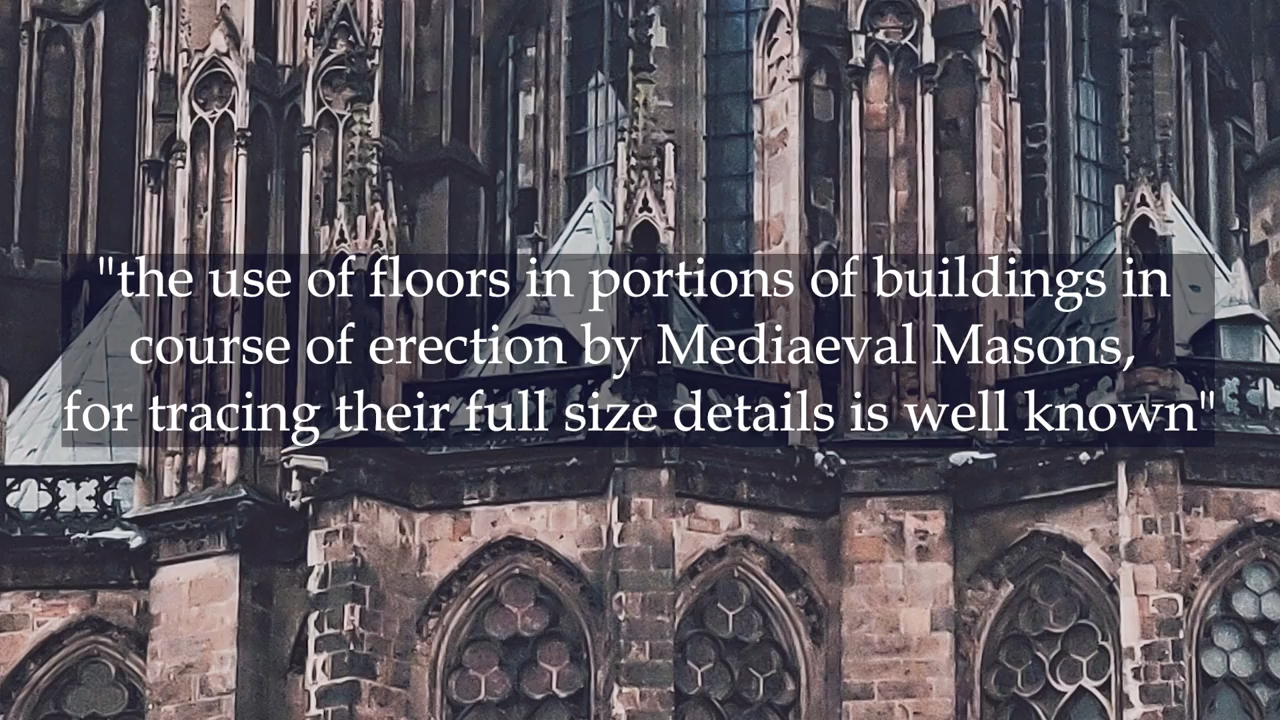 "the use of floors in portions of buildings in
course of erection by Mediaeval Masons,
for tracing their full size details is well known"